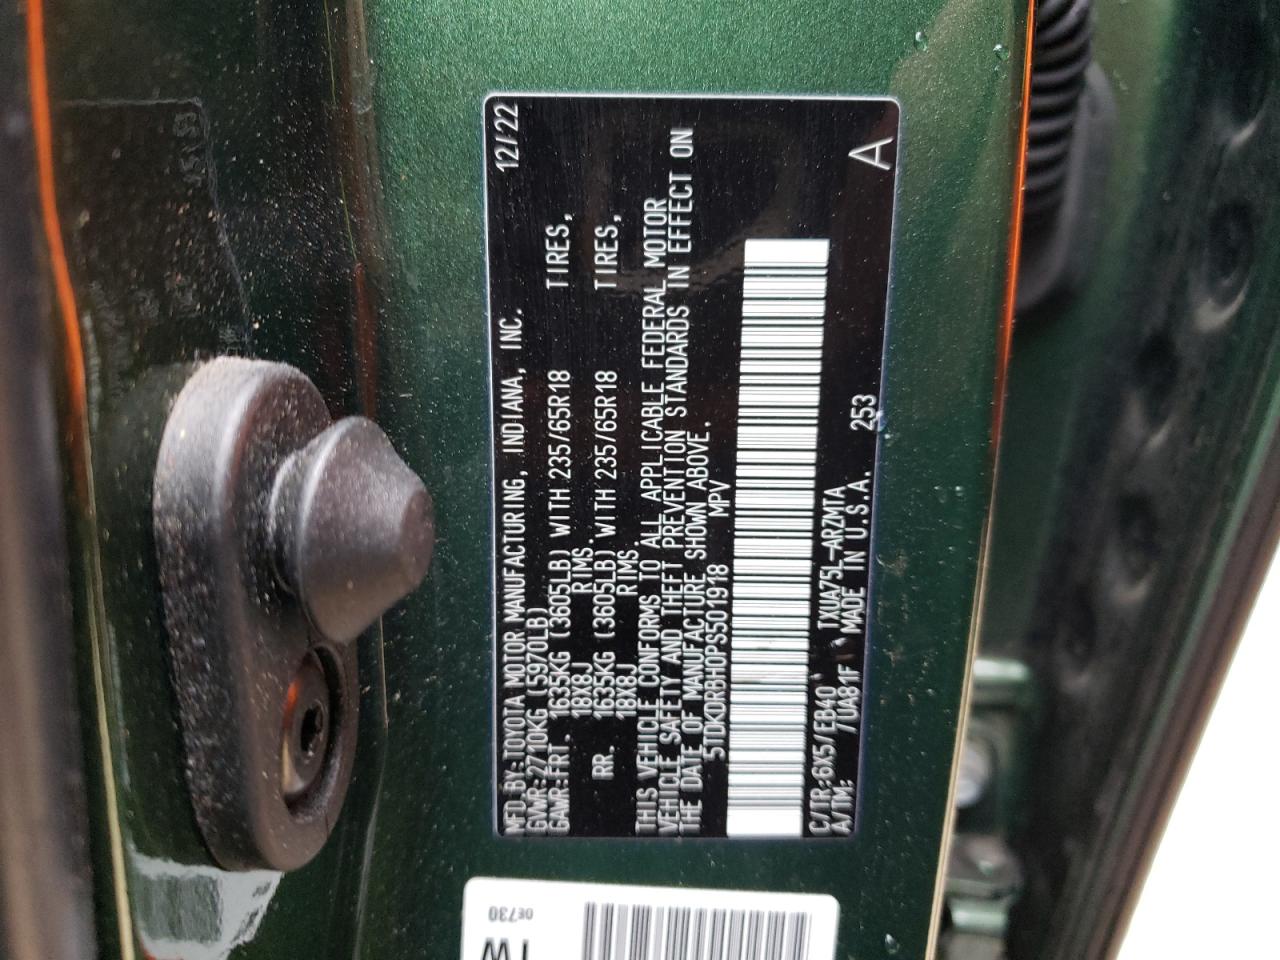 MFD. BY: TOYOTA MOTOR MANUFACTURING, INDIANA, INC. 12/22
GVWR: 2710KG (5970LB)
GAWR: FRT. 1635KG (3605LB) WITH 235/65R18 TIRES,
18X8J RIMS
RR. 1635KG (3605LB) WITH 235/65R18 TIRES,
18X8J RIMS
THIS VEHICLE CONFORMS TO ALL APPLICABLE FEDERAL MOTOR
VEHICLE SAFETY AND THEFT PREVENTION STANDARDS IN EFFECT ON
THE DATE OF MANUFACTURE SHOWN ABOVE.
5TDKDRBH0PS501918 MPV
C/TR: 6X5/EB40 TXUA75L-ARZMTA A
A/TM: /UA81F MADE IN U.S.A. 253
0E730